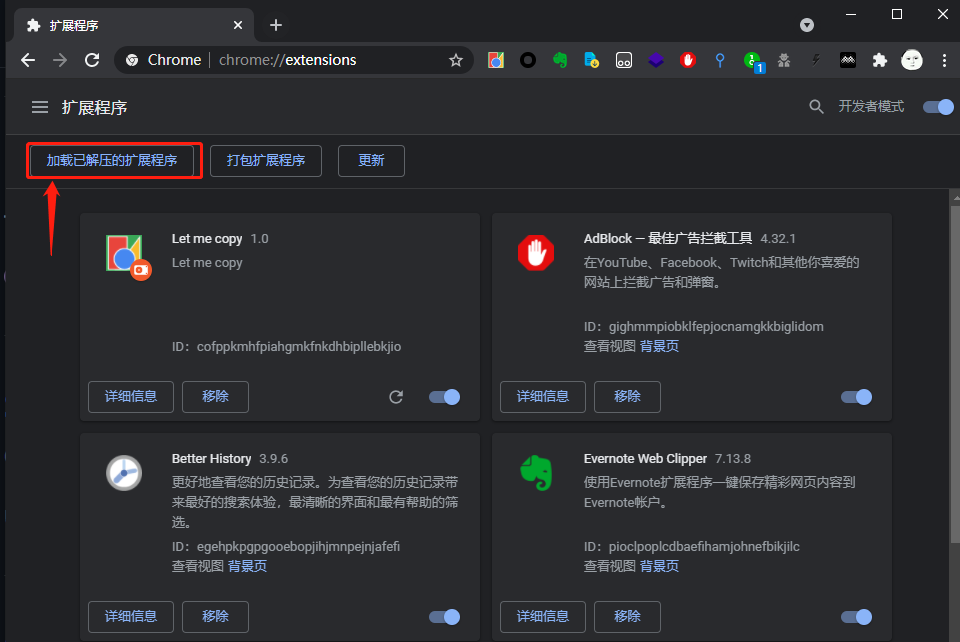 扩展程序
Chrome
chrome://extensions
1
扩展程序
开发者模式
加载已解压的扩展程序
打包扩展程序
更新
Let me copy 1.0
Let me copy
ID：cofppkmhfpiahgmkfnkdhbipllebkjio
详细信息
移除
AdBlock — 最佳广告拦截工具 4.32.1
在YouTube、Facebook、Twitch和其他你喜爱的
网站上拦截广告和弹窗。
ID：gighmmpiobklfepjocnamgkkbiglidom
查看视图 背景页
详细信息
移除
Better History 3.9.6
更好地查看您的历史记录。为查看您的历史记录带
来最好的搜索体验，最清晰的界面和最有帮助的筛
选。
ID：egehpkpgpgooebopjihjmnpejnjafefi
查看视图 背景页
详细信息
移除
Evernote Web Clipper 7.13.8
使用Evernote扩展程序一键保存精彩网页内容到
Evernote帐户。
ID：pioclpoplcdbaefihamjohnefbikjilc
查看视图 背景页
详细信息
移除